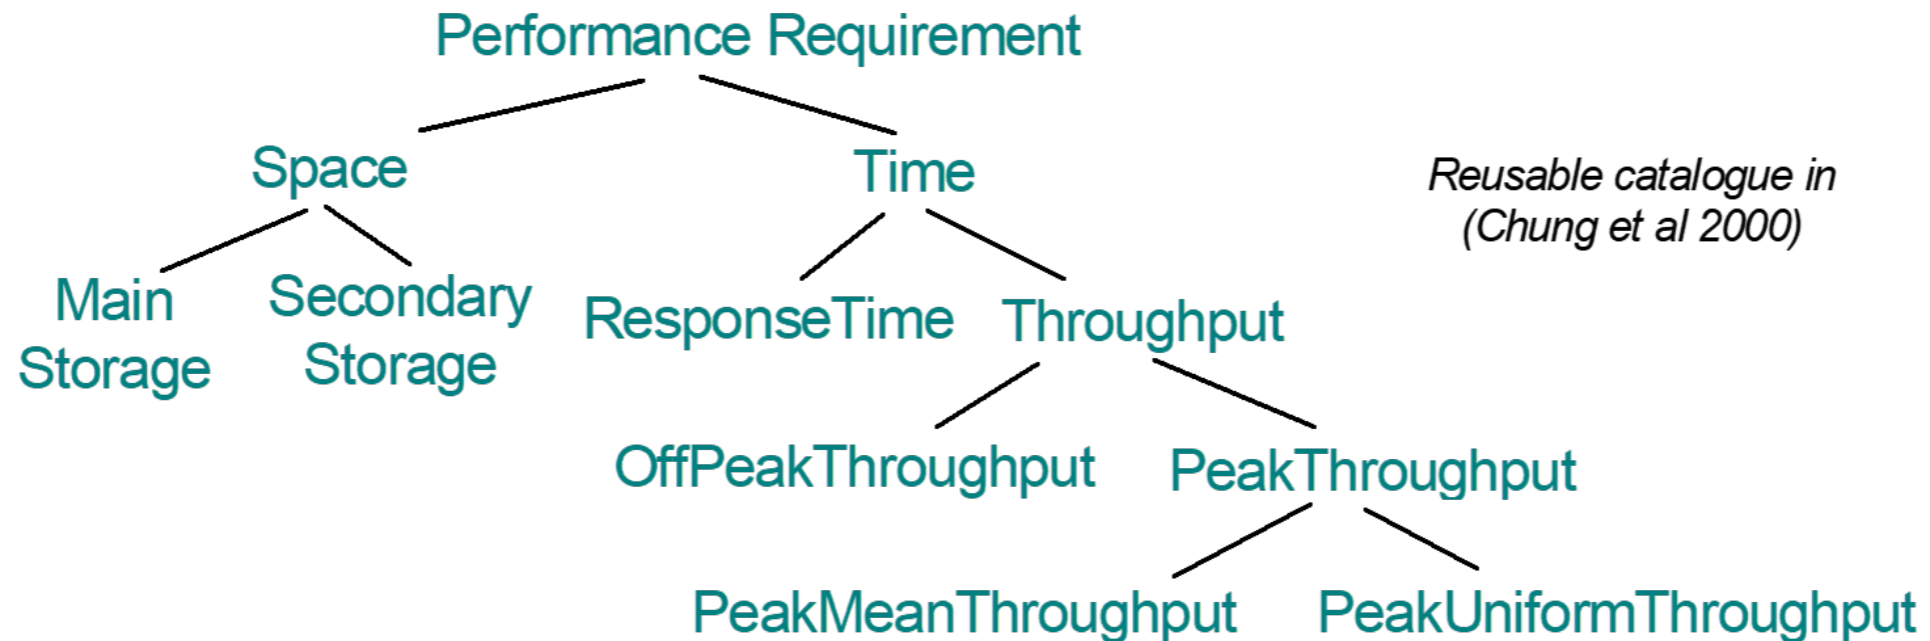 Performance Requirement
Space
Time
Reusable catalogue in
(Chung et al 2000)
Main
Storage
Secondary
Storage
ResponseTime
Throughput
OffPeakThroughput
PeakThroughput
PeakMeanThroughput
PeakUniformThroughput